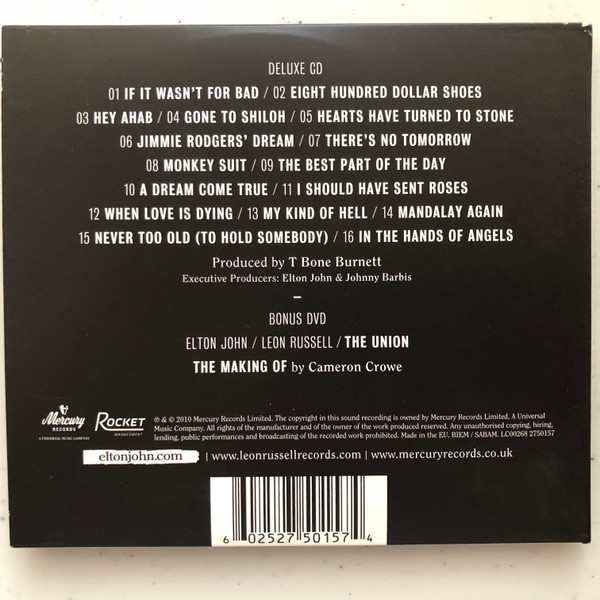 DELUXE CD
01 IF IT WASN'T FOR BAD / 02 EIGHT HUNDRED DOLLAR SHOES
03 HEY AHAB / 04 GONE TO SHILOH / 05 HEARTS HAVE TURNED TO STONE
06 JIMMIE RODGERS' DREAM / 07 THERE'S NO TOMORROW
08 MONKEY SUIT / 09 THE BEST PART OF THE DAY
10 A DREAM COME TRUE / 11 I SHOULD HAVE SENT ROSES
12 WHEN LOVE IS DYING / 13 MY KIND OF HELL / 14 MANDALAY AGAIN
15 NEVER TOO OLD (TO HOLD SOMEBODY) / 16 IN THE HANDS OF ANGELS
Produced by T Bone Burnett
Executive Producers: Elton John & Johnny Barbis
–
BONUS DVD
ELTON JOHN / LEON RUSSELL / THE UNION
THE MAKING OF by Cameron Crowe
Mercury
RECORDS
A UNIVERSAL MUSIC COMPANY
ROCKET
MANAGEMENT
℗ & © 2010 Mercury Records Limited. The copyright in this sound recording is owned by Mercury Records Limited, A Universal
Music Company. All rights of the manufacturer and of the owner of the work produced reserved. Any unauthorised copying, hiring,
lending, public performances and broadcasting of the recorded work prohibited. Made in the EU. BIEM / SABAM. LC00268 2750157
eltonjohn.com | www.leonrussellrecords.com | www.mercuryrecords.co.uk
6 02527 50157 4